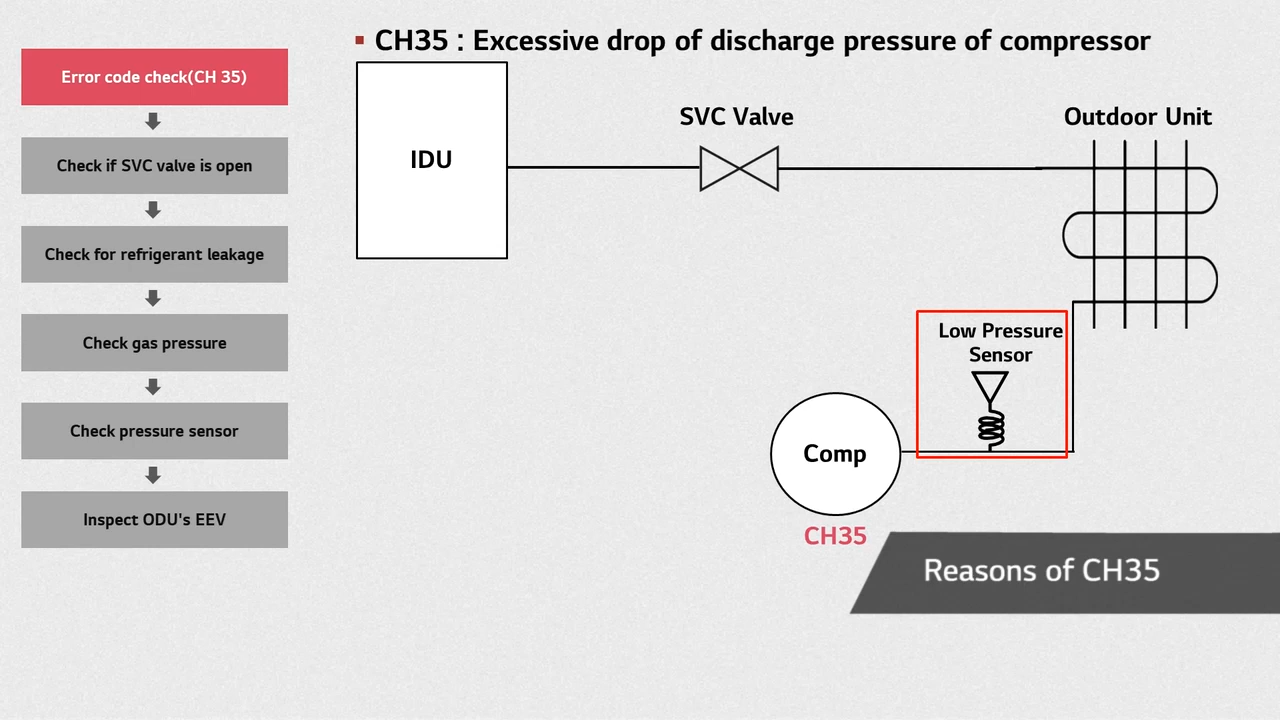 CH35 : Excessive drop of discharge pressure of compressor
Error code check(CH 35)
Check if SVC valve is open
Check for refrigerant leakage
Check gas pressure
Check pressure sensor
Inspect ODU's EEV
IDU
SVC Valve
Outdoor Unit
Low Pressure
Sensor
Comp
CH35
Reasons of CH35